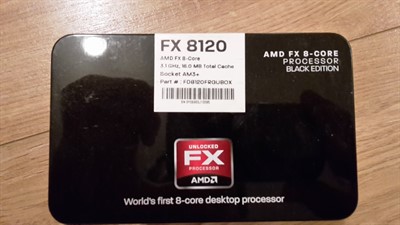 FX 8120
AMD FX 8-Core
3.1 GHz, 16.0 MB Total Cache
Socket AM3+
Part # : FD8120FRGUBOX
AMD FX 8-CORE
PROCESSOR
BLACK EDITION
UNLOCKED
FX
PROCESSOR
AMD
World's first 8-core desktop processor